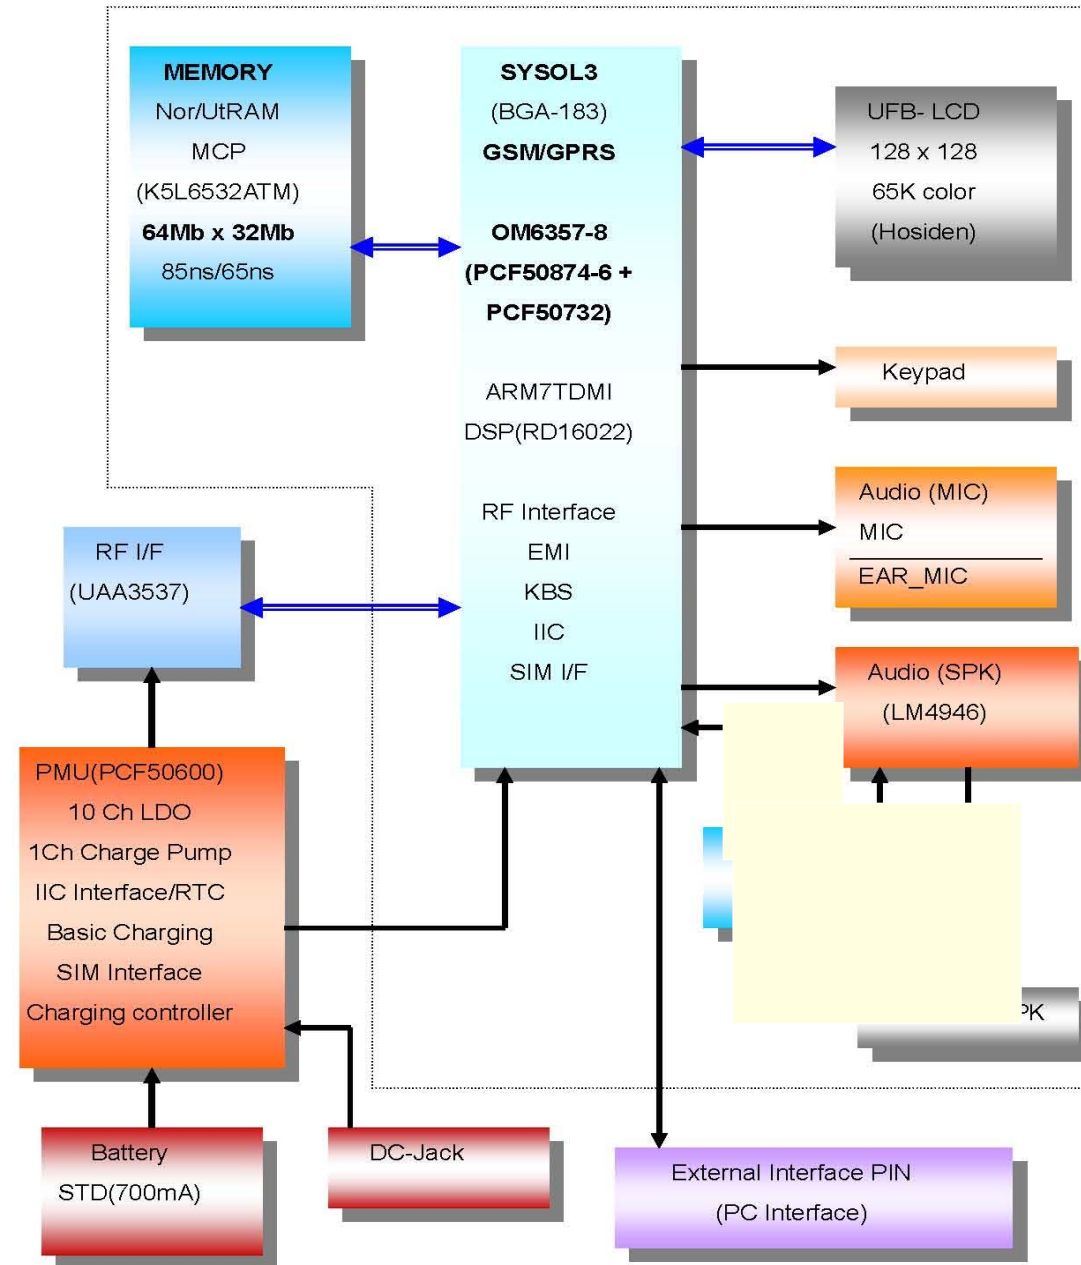 MEMORY
Nor/UtRAM
MCP
(K5L6532ATM)
64Mb x 32Mb
85ns/65ns
SYSOL3
(BGA-183)
GSM/GPRS
OM6357-8
(PCF50874-6 +
PCF50732)
ARM7TDMI
DSP(RD16022)
RF Interface
EMI
KBS
IIC
SIM I/F
UFB- LCD
128 x 128
65K color
(Hosiden)
Keypad
Audio (MIC)
MIC
EAR_MIC
Audio (SPK)
(LM4946)
RF I/F
(UAA3537)
PMU(PCF50600)
10 Ch LDO
1Ch Charge Pump
IIC Interface/RTC
Basic Charging
SIM Interface
Charging controller
Battery
STD(700mA)
DC-Jack
External Interface PIN
(PC Interface)